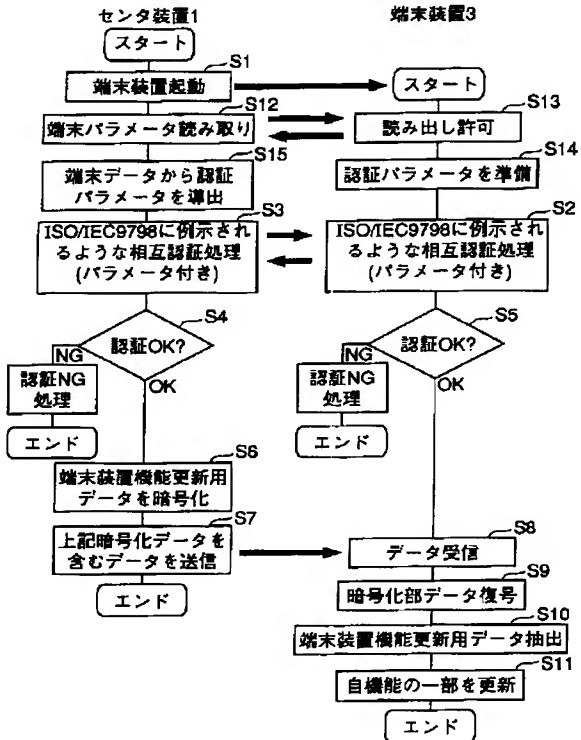 センタ装置1
端末装置3
スタート
S1
端末装置起動
スタート
S12
端末パラメータ読み取り
S13
読み出し許可
S15
端末データから認証
パラメータを導出
S14
認証パラメータを準備
S3
ISO/IEC9798に例示され
るような相互認証処理
(パラメータ付き)
S2
ISO/IEC9798に例示され
るような相互認証処理
(パラメータ付き)
S4
認証OK?
NG
OK
認証NG
処理
エンド
S5
認証OK?
NG
OK
認証NG
処理
エンド
S6
端末装置機能更新用
データを暗号化
S7
上記暗号化データを
含むデータを送信
エンド
S8
データ受信
S9
暗号化部データ復号
S10
端末装置機能更新用データ抽出
S11
自機能の一部を更新
エンド